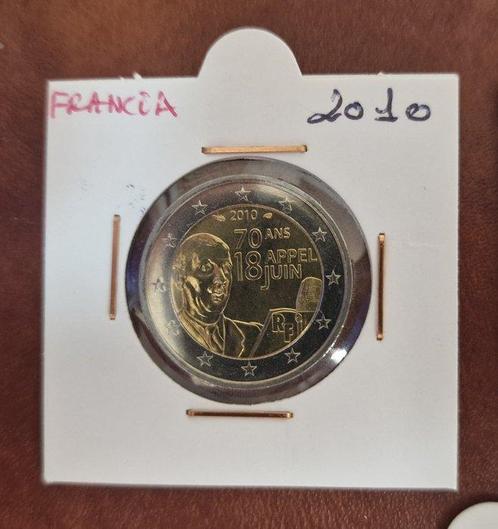 FRANCIA 2010
2010
70 ANS
18 APPEL
JUIN
RF